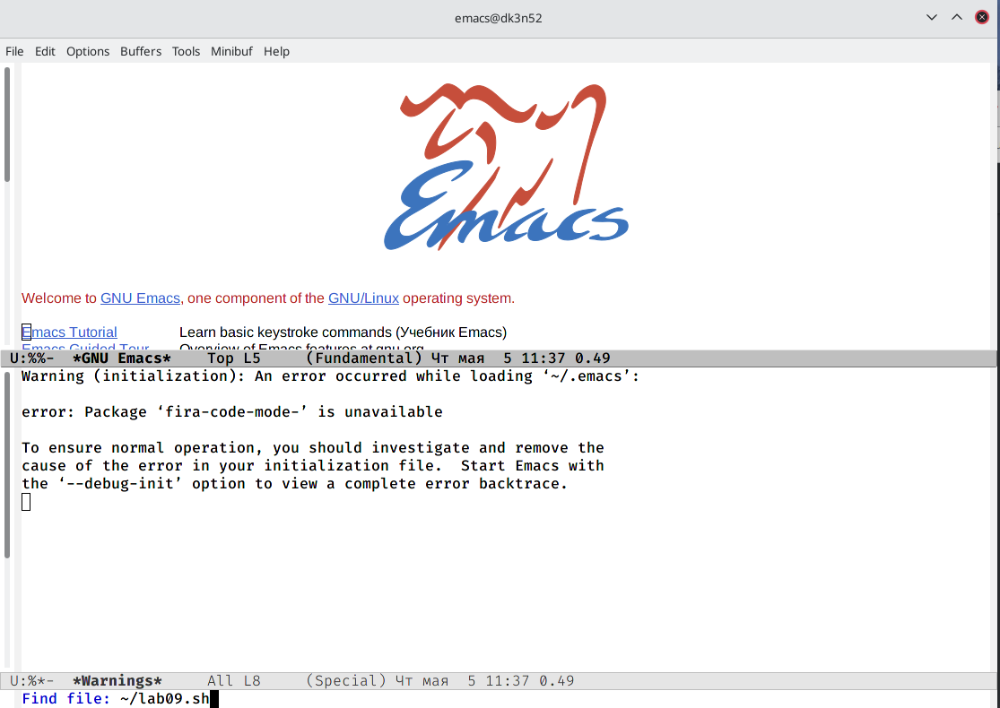 emacs@dk3n52
File Edit Options Buffers Tools Minibuf Help
Emacs
Welcome to GNU Emacs, one component of the GNU/Linux operating system.
Emacs Tutorial Learn basic keystroke commands (Учебник Emacs)
Emacs Guided Tour Overview of Emacs features at gnu.org
U:%%- *GNU Emacs* Top L5 (Fundamental) Чт мая 5 11:37 0.49
Warning (initialization): An error occurred while loading ‘~/.emacs’:
error: Package ‘fira-code-mode-’ is unavailable
To ensure normal operation, you should investigate and remove the
cause of the error in your initialization file. Start Emacs with
the ‘--debug-init’ option to view a complete error backtrace.
U:%*- *Warnings* All L8 (Special) Чт мая 5 11:37 0.49
Find file: ~/lab09.sh